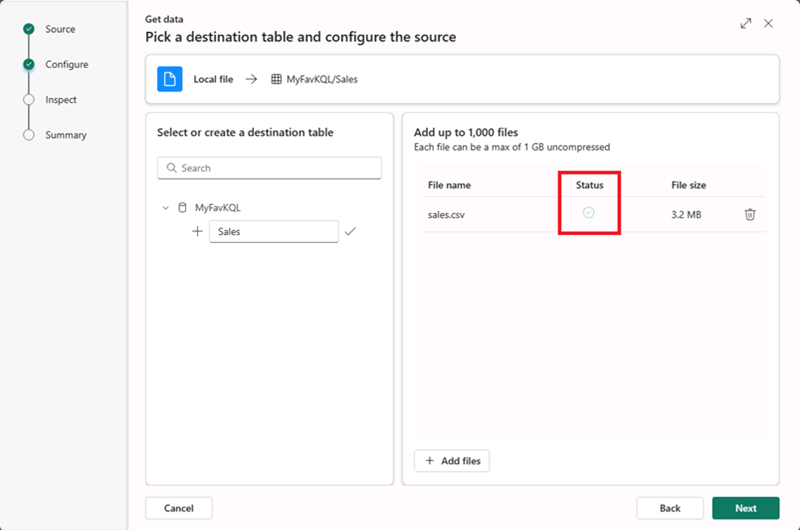 Source
Configure
Inspect
Summary
Get data
Pick a destination table and configure the source
Local file → MyFavKQL/Sales
Select or create a destination table
Search
MyFavKQL
Sales
Add up to 1,000 files
Each file can be a max of 1 GB uncompressed
File name Status File size
sales.csv 3.2 MB
+ Add files
Cancel
Back
Next